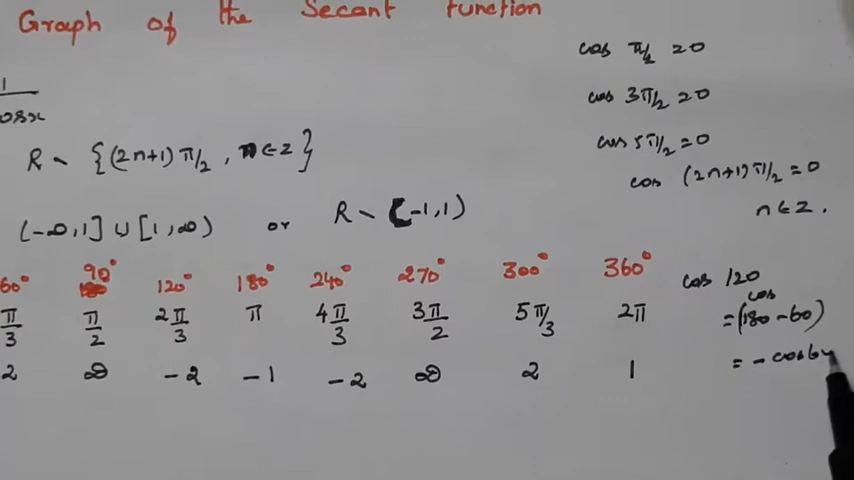 Graph of the Secant function
cos π/2 = 0
1
cos 3π/2 = 0
osx
cos 5π/2 = 0
R ∖ {(2n+1) π/2 , n ∈ Z}
cos (2n+1) π/2 = 0
n ∈ Z .
(-∞,1] ∪ [1,∞) or R ∖ (-1,1)
60° 90° 120° 180° 240° 270° 300° 360°
cos 120
π/3 π/2 2π/3 π 4π/3 3π/2 5π/3 2π
= cos (180-60)
2 ∞ -2 -1 -2 ∞ 2 1
= - cos 6